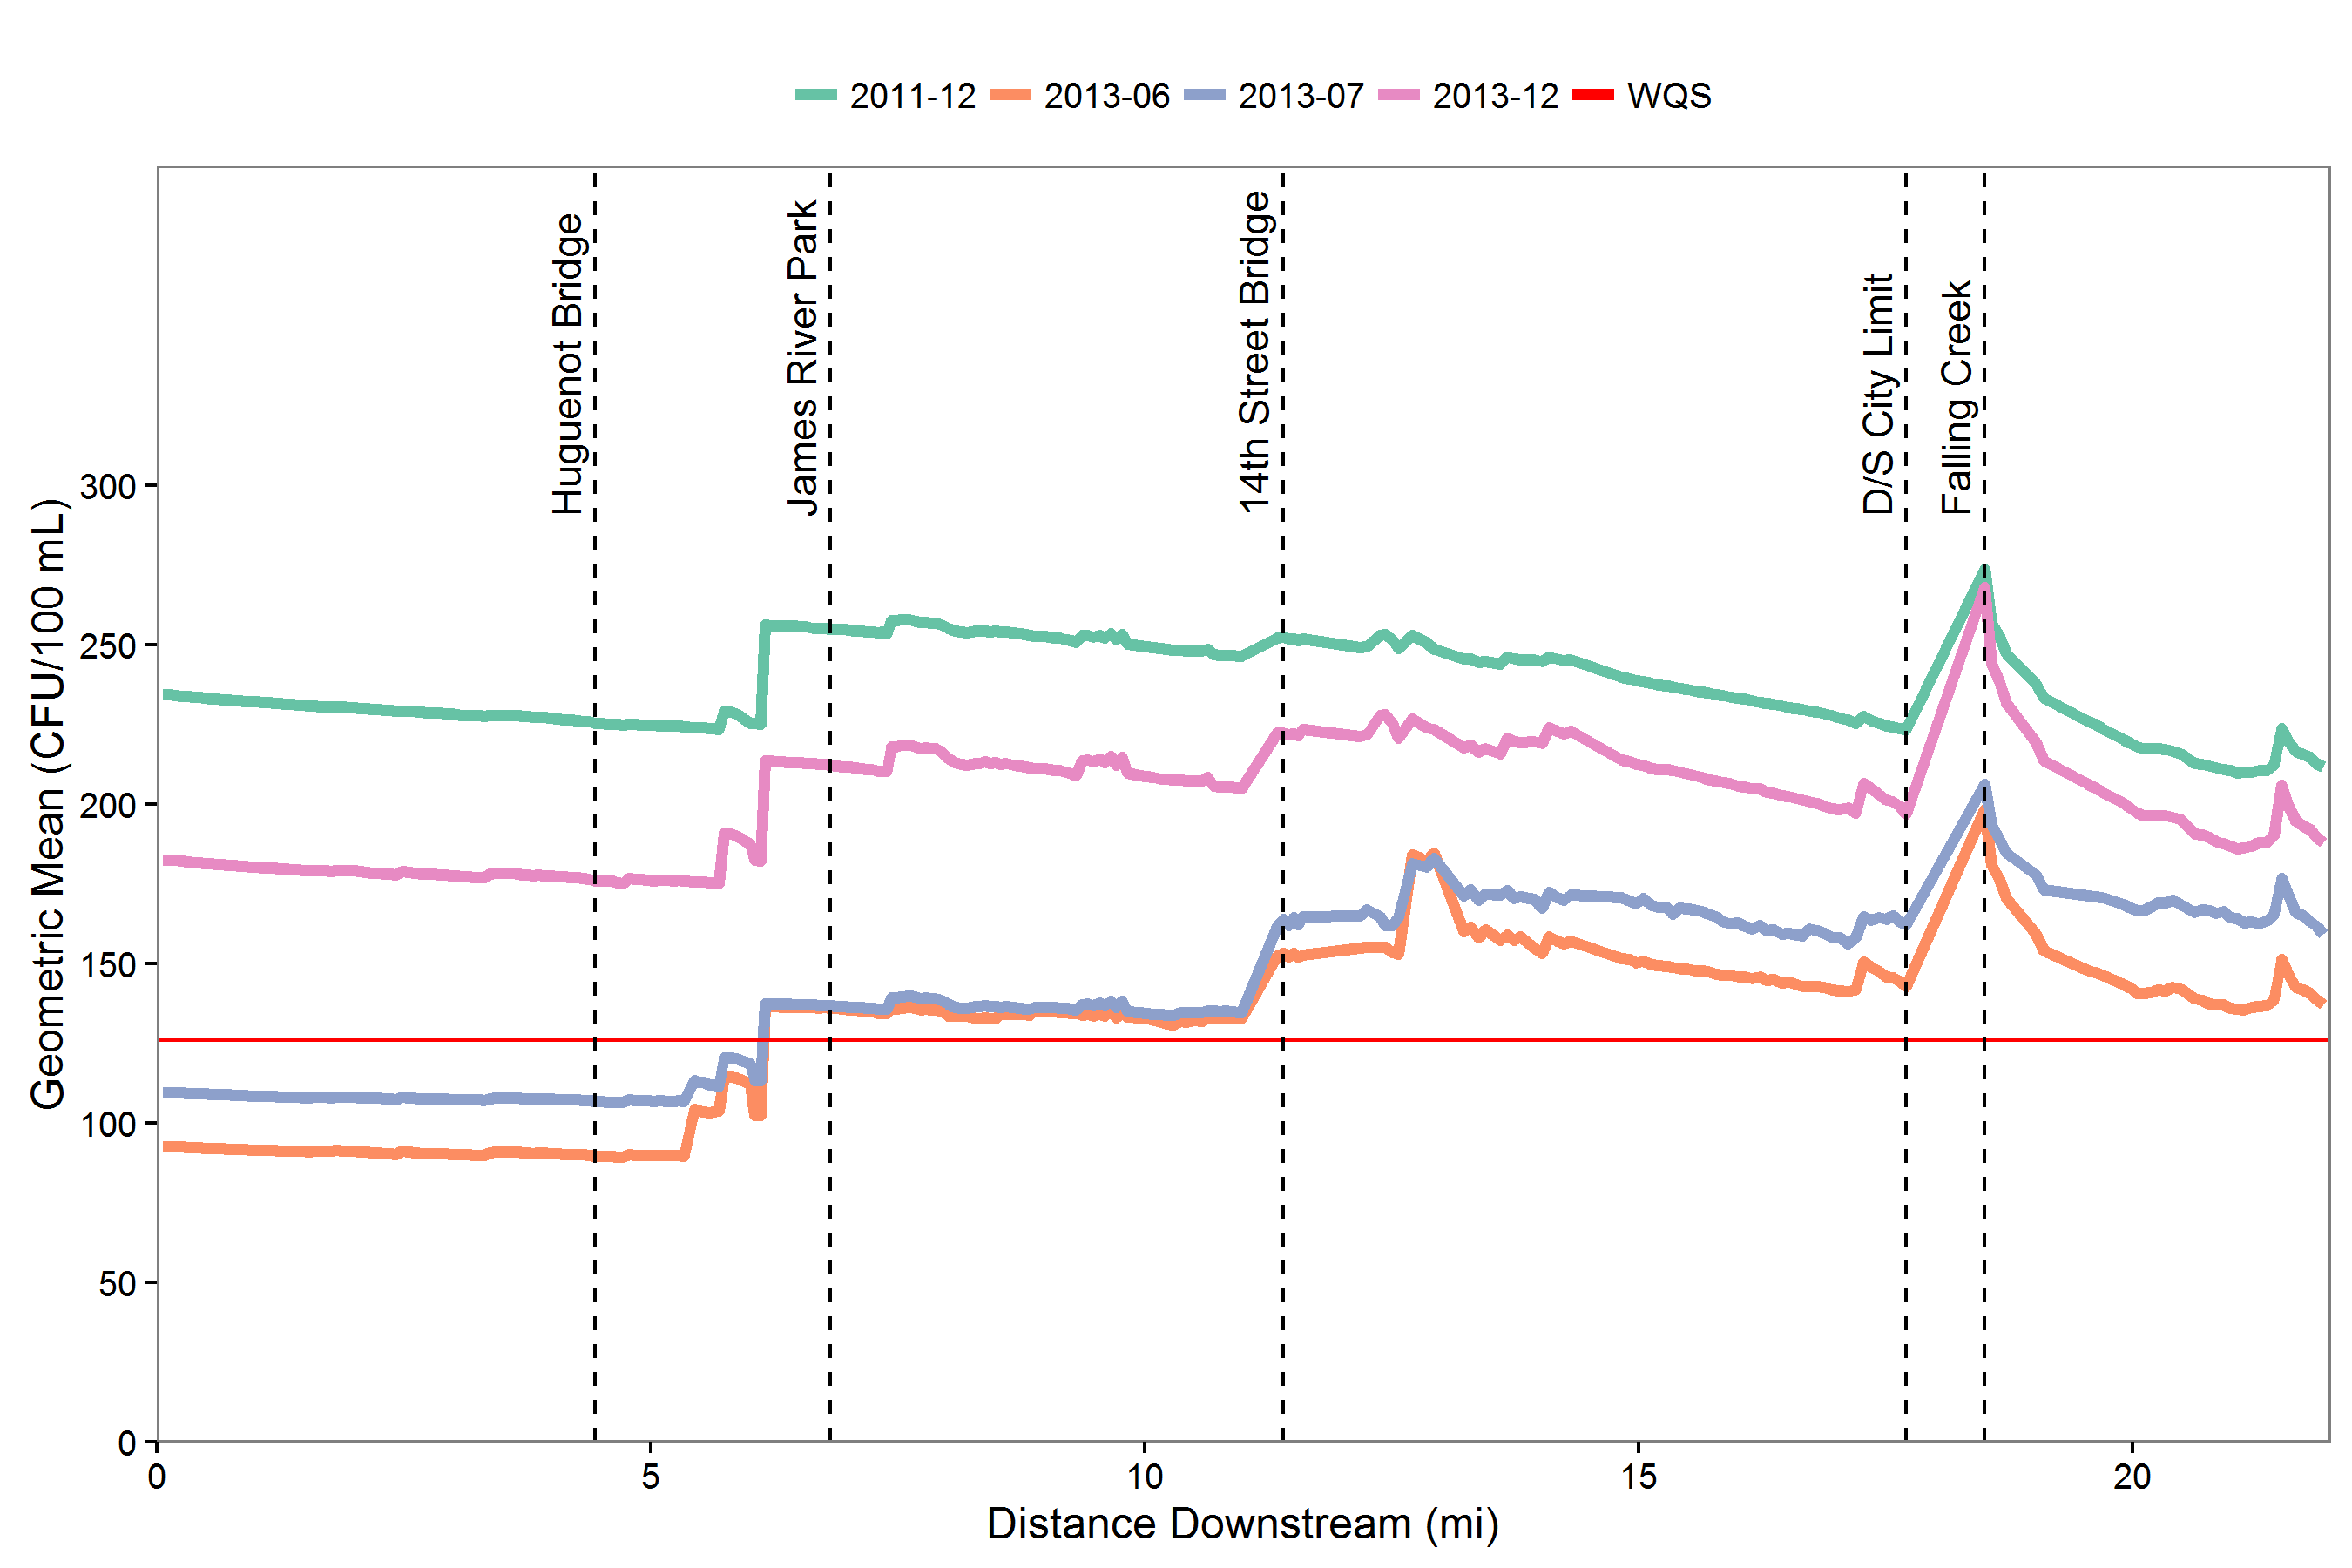 2011-12 2013-06 2013-07 2013-12 WQS
Huguenot Bridge
James River Park
14th Street Bridge
D/S City Limit
Falling Creek
Geometric Mean (CFU/100 mL)
300
250
200
150
100
50
0
0 5 10 15 20
Distance Downstream (mi)